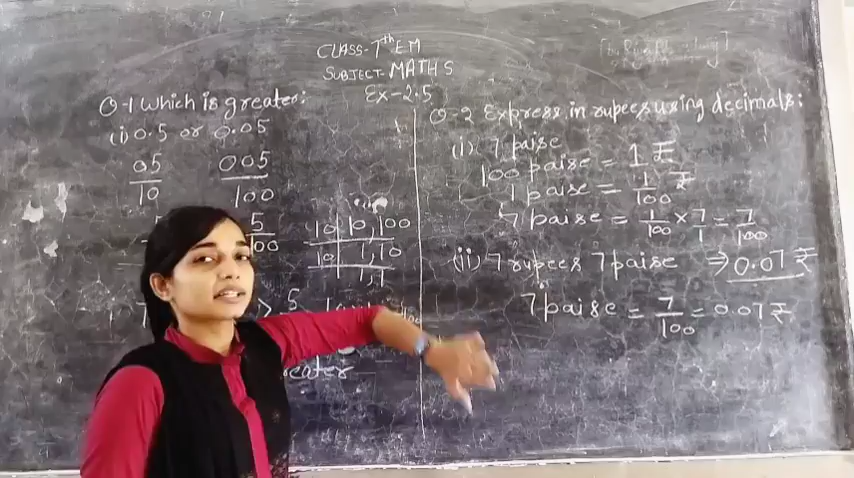 CLASS-7th EM
SUBJECT-MATHS
EX-2.5
Q-1 Which is greater:
(i) 0.5 or 0.05
05 005
10 100
5
100
10 10,100
10 1,10
1,1
> 5
eater
Q-2 Express in rupees using decimals:
(i) 7 paise
100 paise = 1 ₹
1 paise = 1/100 ₹
7 paise = 1/100 × 7/1 = 7/100
⇒ 0.07 ₹
(ii) 7 rupees 7 paise
7 paise = 7/100 = 0.07 ₹